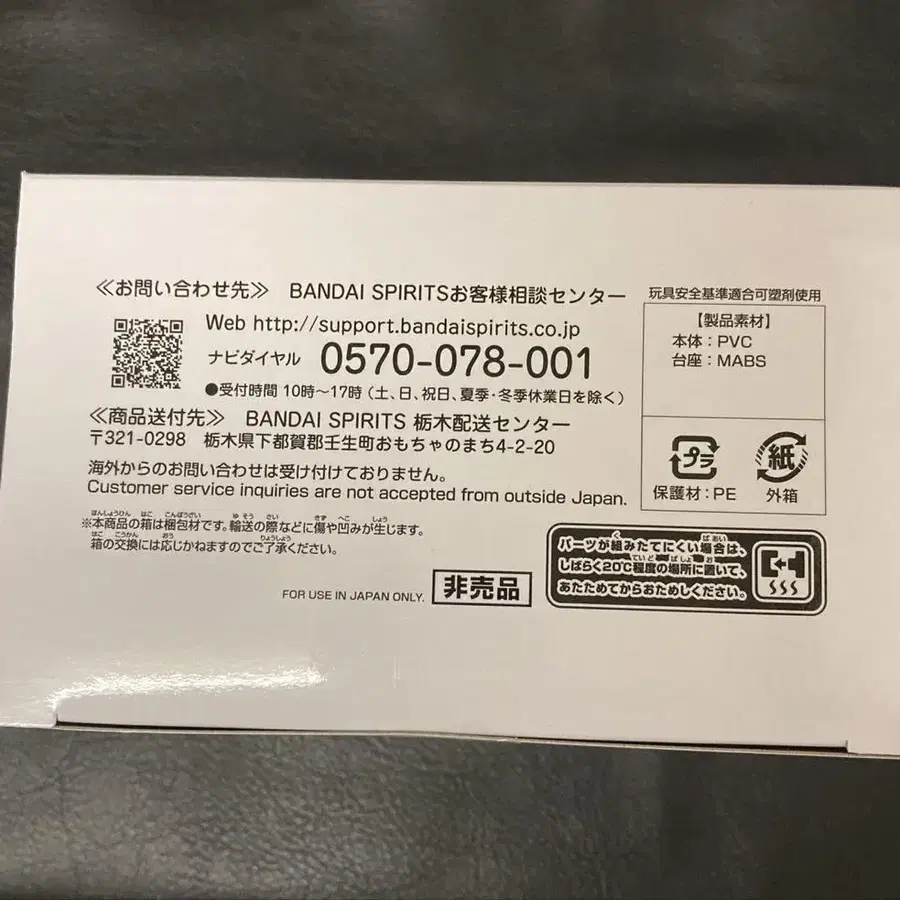 ≪お問い合わせ先≫ BANDAI SPIRITSお客様相談センター
Web http://support.bandaispirits.co.jp
ナビダイヤル 0570-078-001
●受付時間 10時～17時（土、日、祝日、夏季・冬季休業日を除く）
≪商品送付先≫ BANDAI SPIRITS 栃木配送センター
〒321-0298 栃木県下都賀郡壬生町おもちゃのまち4-2-20
海外からのお問い合わせは受け付けておりません。
Customer service inquiries are not accepted from outside Japan.
※本商品の箱は梱包材です。輸送の際などに傷や凹みが生じます。
箱の交換には応じかねますのでご了承ください。
FOR USE IN JAPAN ONLY.
非売品
玩具安全基準適合可塑剤使用
【製品素材】
本体：PVC
台座：MABS
プラ
保護材：PE
紙
外箱
パーツが組みたてにくい場合は、
しばらく20℃程度の場所に置いて、
あたためてからおためしください。